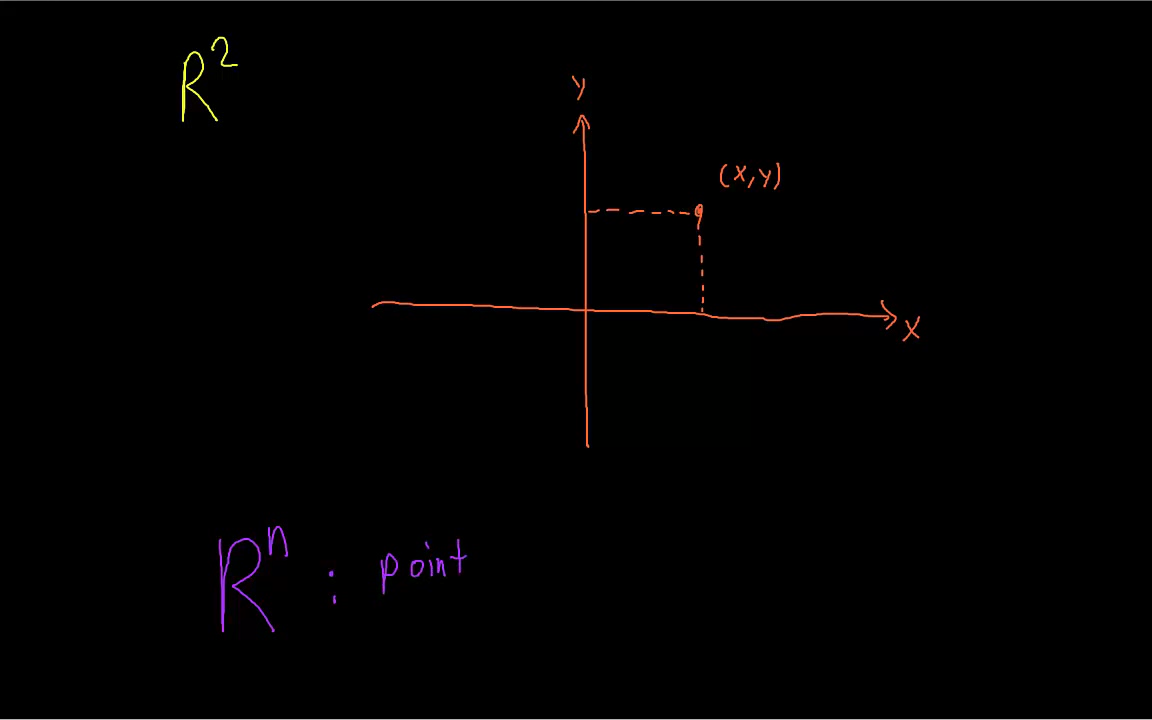 R²
y
(x,y)
x
Rⁿ : point